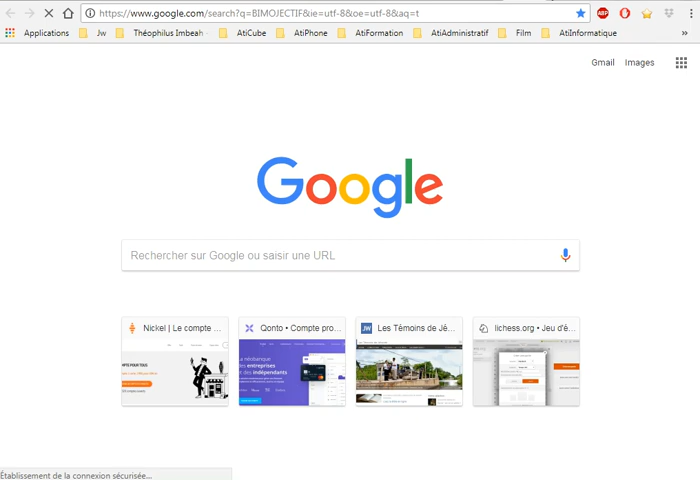 https://www.google.com/search?q=BIMOJECTIF&ie=utf-8&oe=utf-8&aq=t
ABP
Applications Jw Théophilus Imbeah AtiCube AtiPhone AtiFormation AtiAdministratif Film AtiInformatique »
Gmail Images
Google
Rechercher sur Google ou saisir une URL
Nickel | Le compte ... Qonto • Compte pro... JW Les Témoins de Jé... lichess.org • Jeu d'é...
Établissement de la connexion sécurisée...